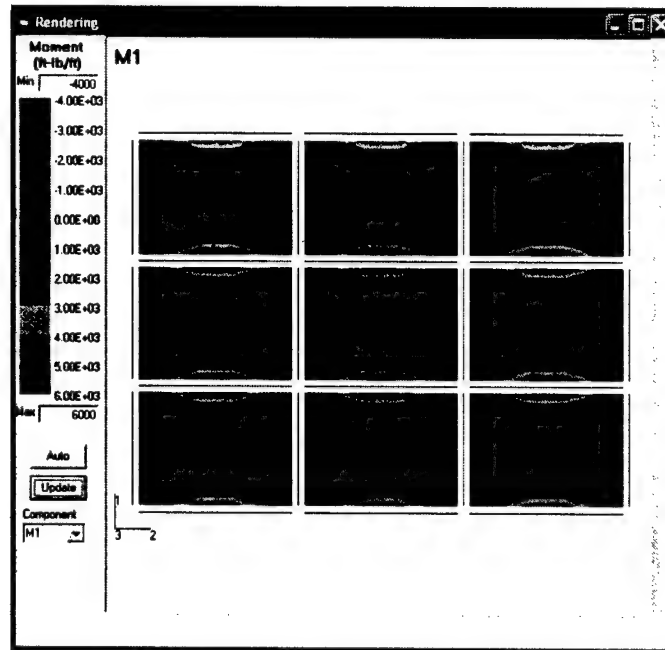 Rendering
Moment
(ft-lb/ft)
Min -4000
-4.00E+03
-3.00E+03
-2.00E+03
-1.00E+03
0.00E+00
1.00E+03
2.00E+03
3.00E+03
4.00E+03
5.00E+03
6.00E+03
Max 6000
Auto
Update
Component
M1
M1
1
3 2